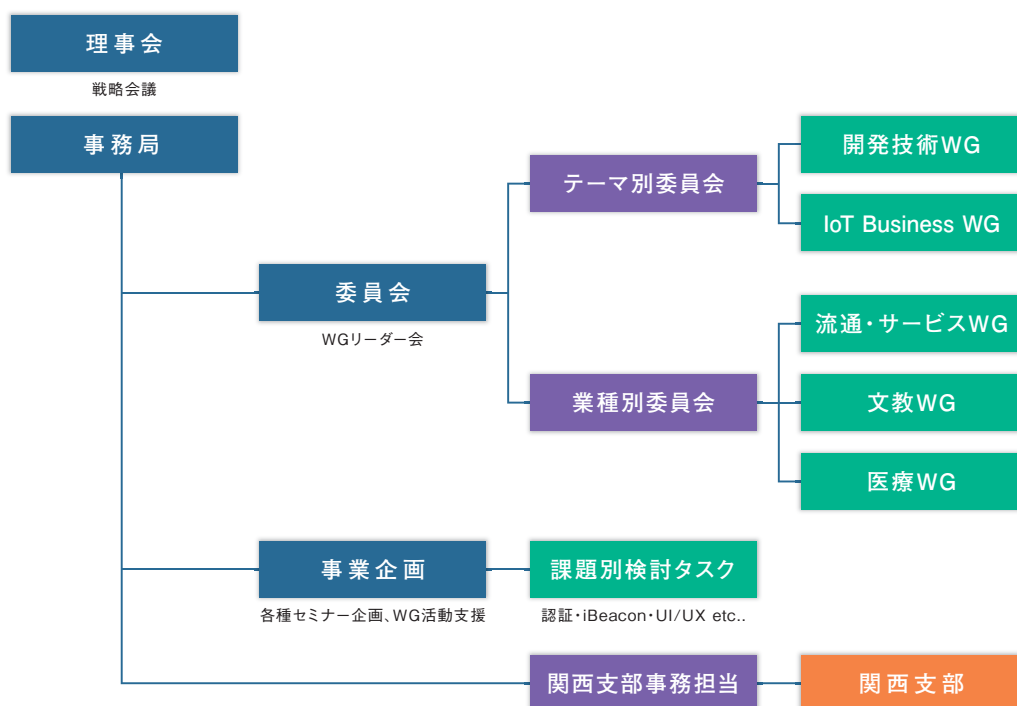 理事会
戦略会議
事務局
開発技術WG
テーマ別委員会
IoT Business WG
委員会
WGリーダー会
流通・サービスWG
業種別委員会
文教WG
医療WG
事業企画
各種セミナー企画、WG活動支援
課題別検討タスク
認証・iBeacon・UI/UX etc..
関西支部事務担当
関西支部